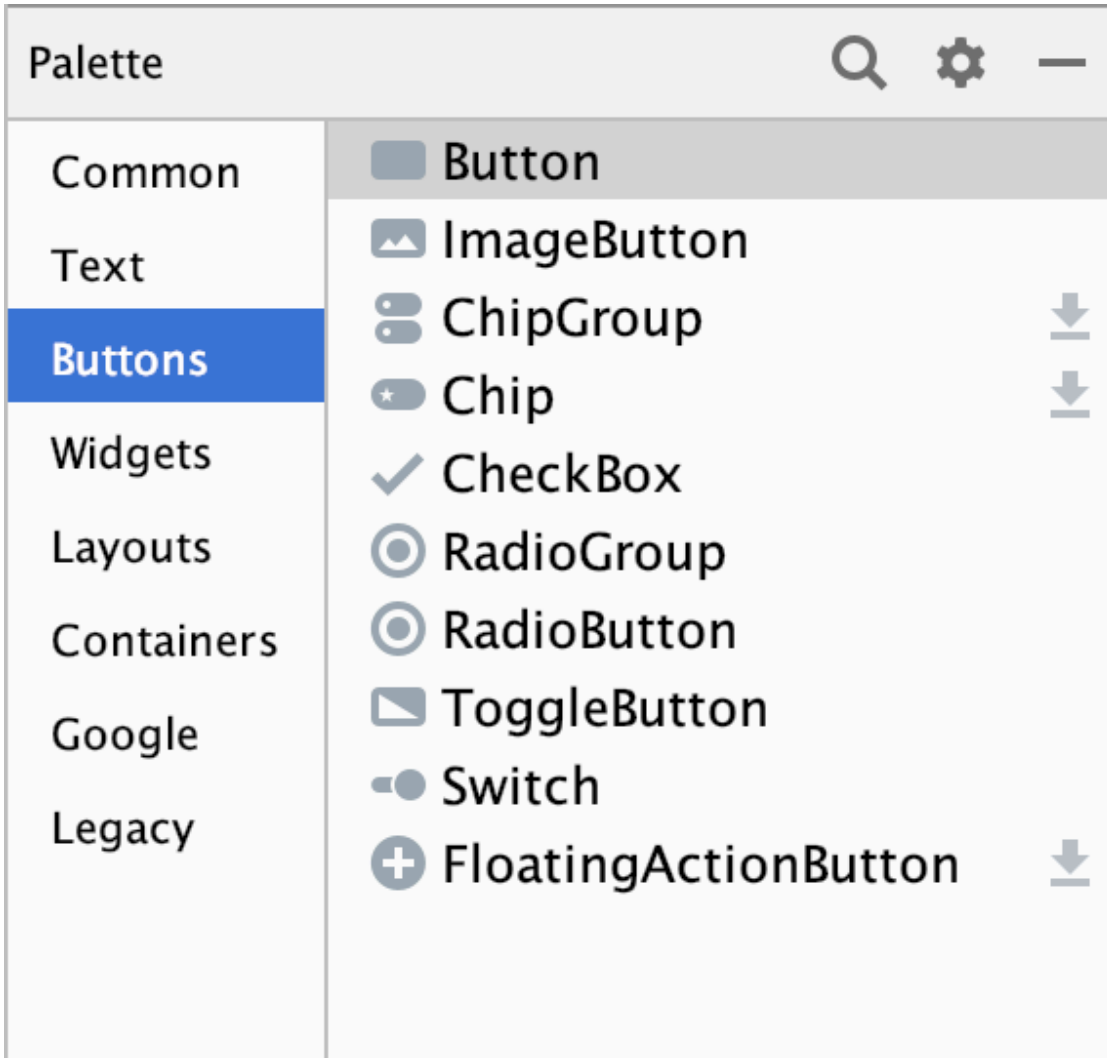 Palette
Common
Text
Buttons
Widgets
Layouts
Containers
Google
Legacy
Button
ImageButton
ChipGroup
Chip
CheckBox
RadioGroup
RadioButton
ToggleButton
Switch
FloatingActionButton